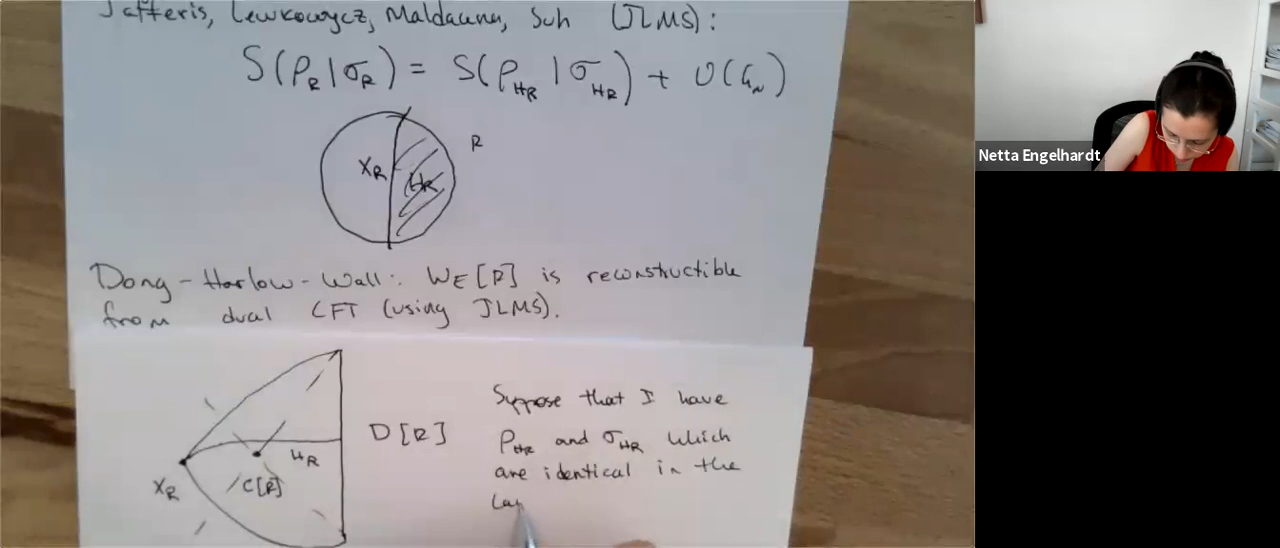 Jafferis, Lewkowycz, Maldacena, Suh (JLMS):
S(ρ_R|σ_R) = S(ρ_{H_R}|σ_{H_R}) + O(G_N)
R
X_R
H_R
Dong-Harlow-Wall: W_E[R] is reconstructible
from dual CFT (using JLMS).
Suppose that I have
D[R]
ρ_{H_R} and σ_{H_R} which
H_R
are identical in the
X_R
C[R]
Netta Engelhardt